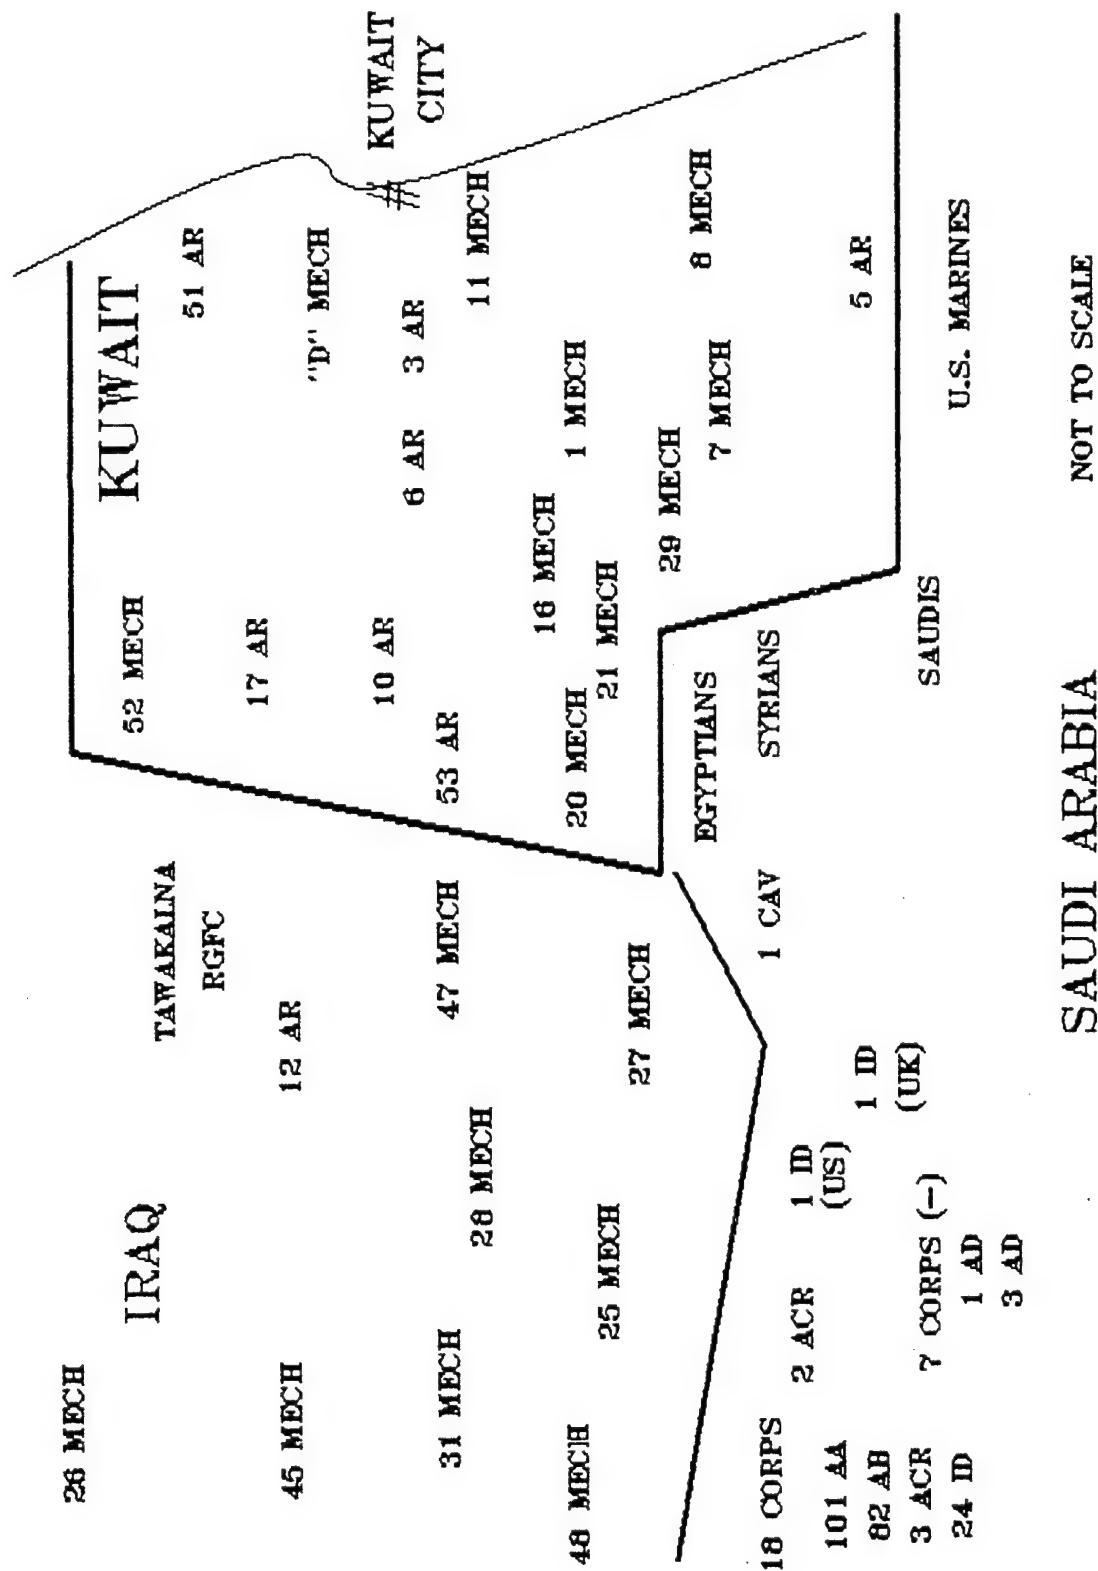 IRAQ
KUWAIT
26 MECH
52 MECH
TAWAKALNA
RGFC
51 AR
17 AR
45 MECH
12 AR
"D" MECH
10 AR
6 AR
3 AR
KUWAIT
CITY
31 MECH
28 MECH
47 MECH
53 AR
11 MECH
16 MECH
1 MECH
48 MECH
25 MECH
27 MECH
20 MECH
21 MECH
29 MECH
7 MECH
8 MECH
5 AR
EGYPTIANS
SYRIANS
1 CAV
SAUDIS
U.S. MARINES
18 CORPS
101 AA
82 AB
3 ACR
24 ID
2 ACR
1 ID
(US)
1 ID
(UK)
7 CORPS (-)
1 AD
3 AD
SAUDI ARABIA
NOT TO SCALE